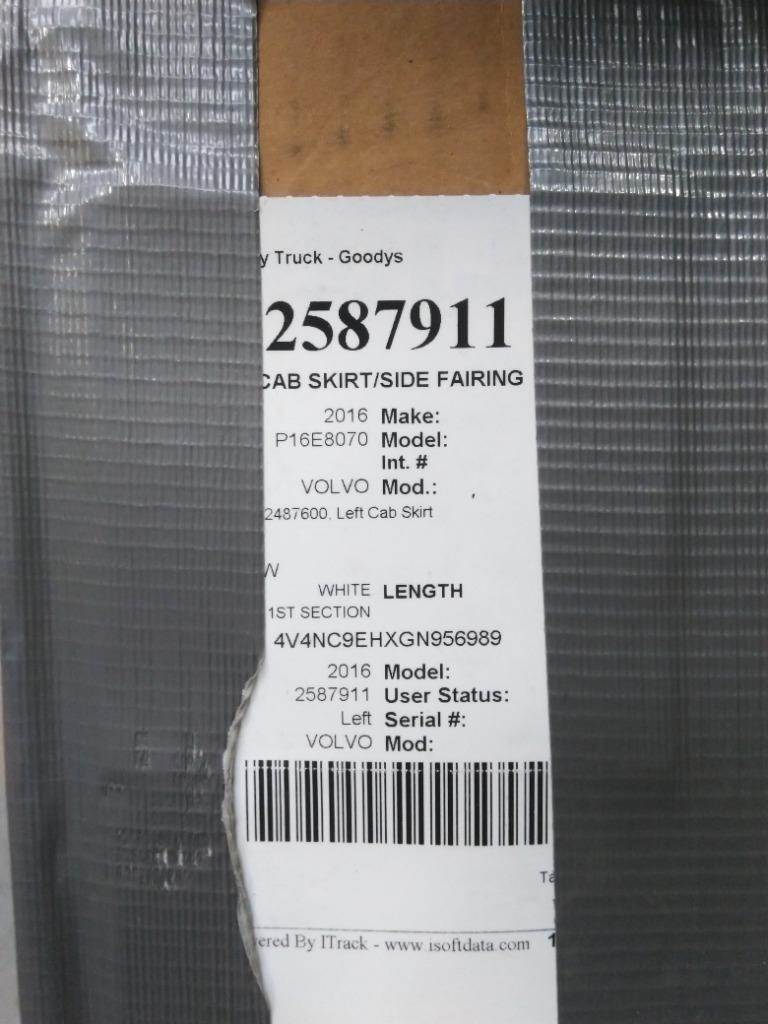 y Truck - Goodys
2587911
CAB SKIRT/SIDE FAIRING
2016 Make:
P16E8070 Model:
Int. #
VOLVO Mod.: ,
2487600, Left Cab Skirt
W
WHITE LENGTH
1ST SECTION
4V4NC9EHXGN956989
2016 Model:
2587911 User Status:
Left Serial #:
VOLVO Mod:
ered By ITrack - www.isoftdata.com 1